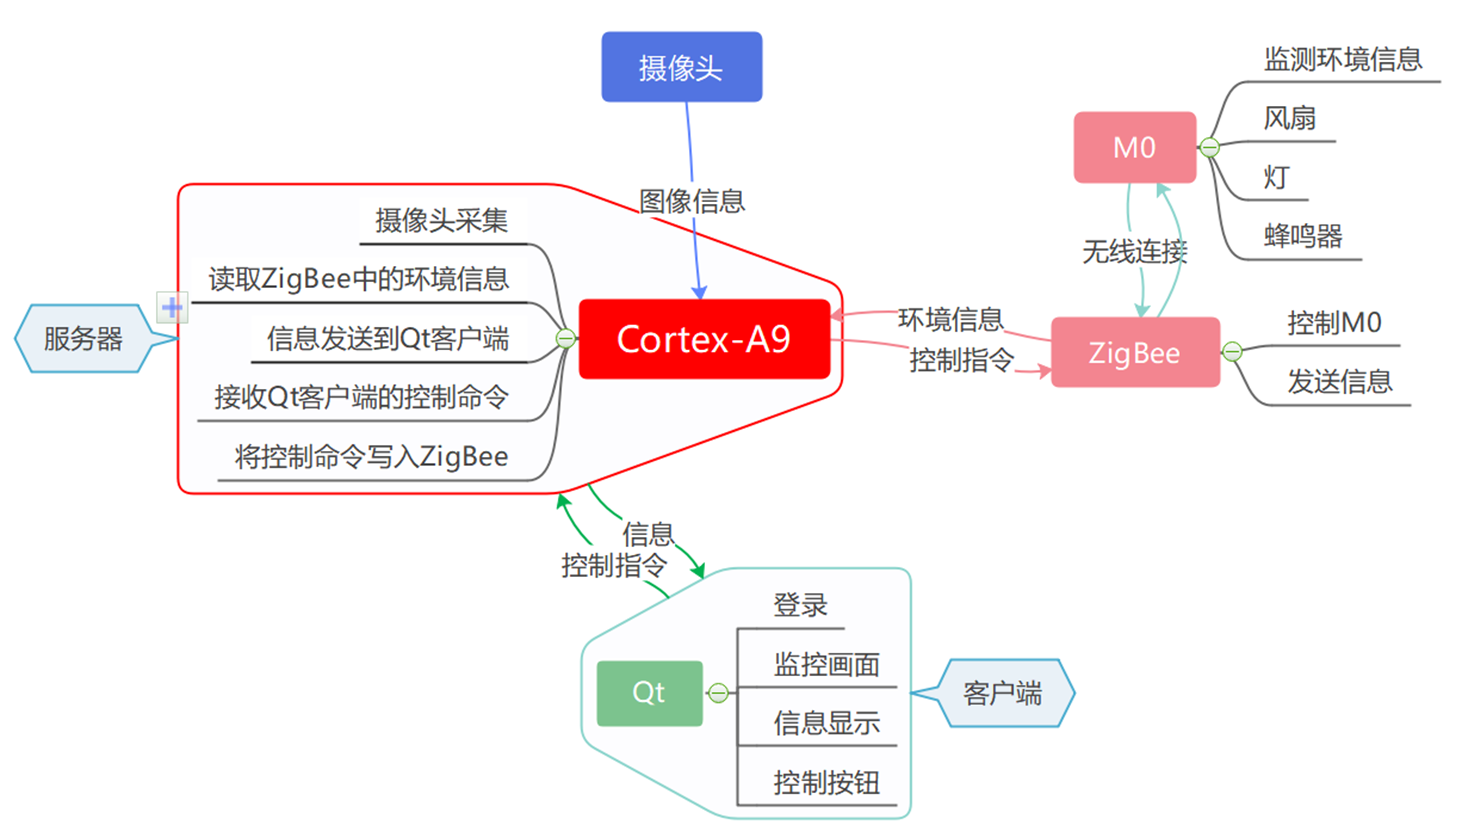 摄像头
监测环境信息
风扇
灯
蜂鸣器
M0
图像信息
无线连接
服务器
摄像头采集
读取ZigBee中的环境信息
信息发送到Qt客户端
接收Qt客户端的控制命令
将控制命令写入ZigBee
Cortex-A9
环境信息
控制指令
ZigBee
控制M0
发送信息
信息
控制指令
Qt
登录
监控画面
信息显示
控制按钮
客户端